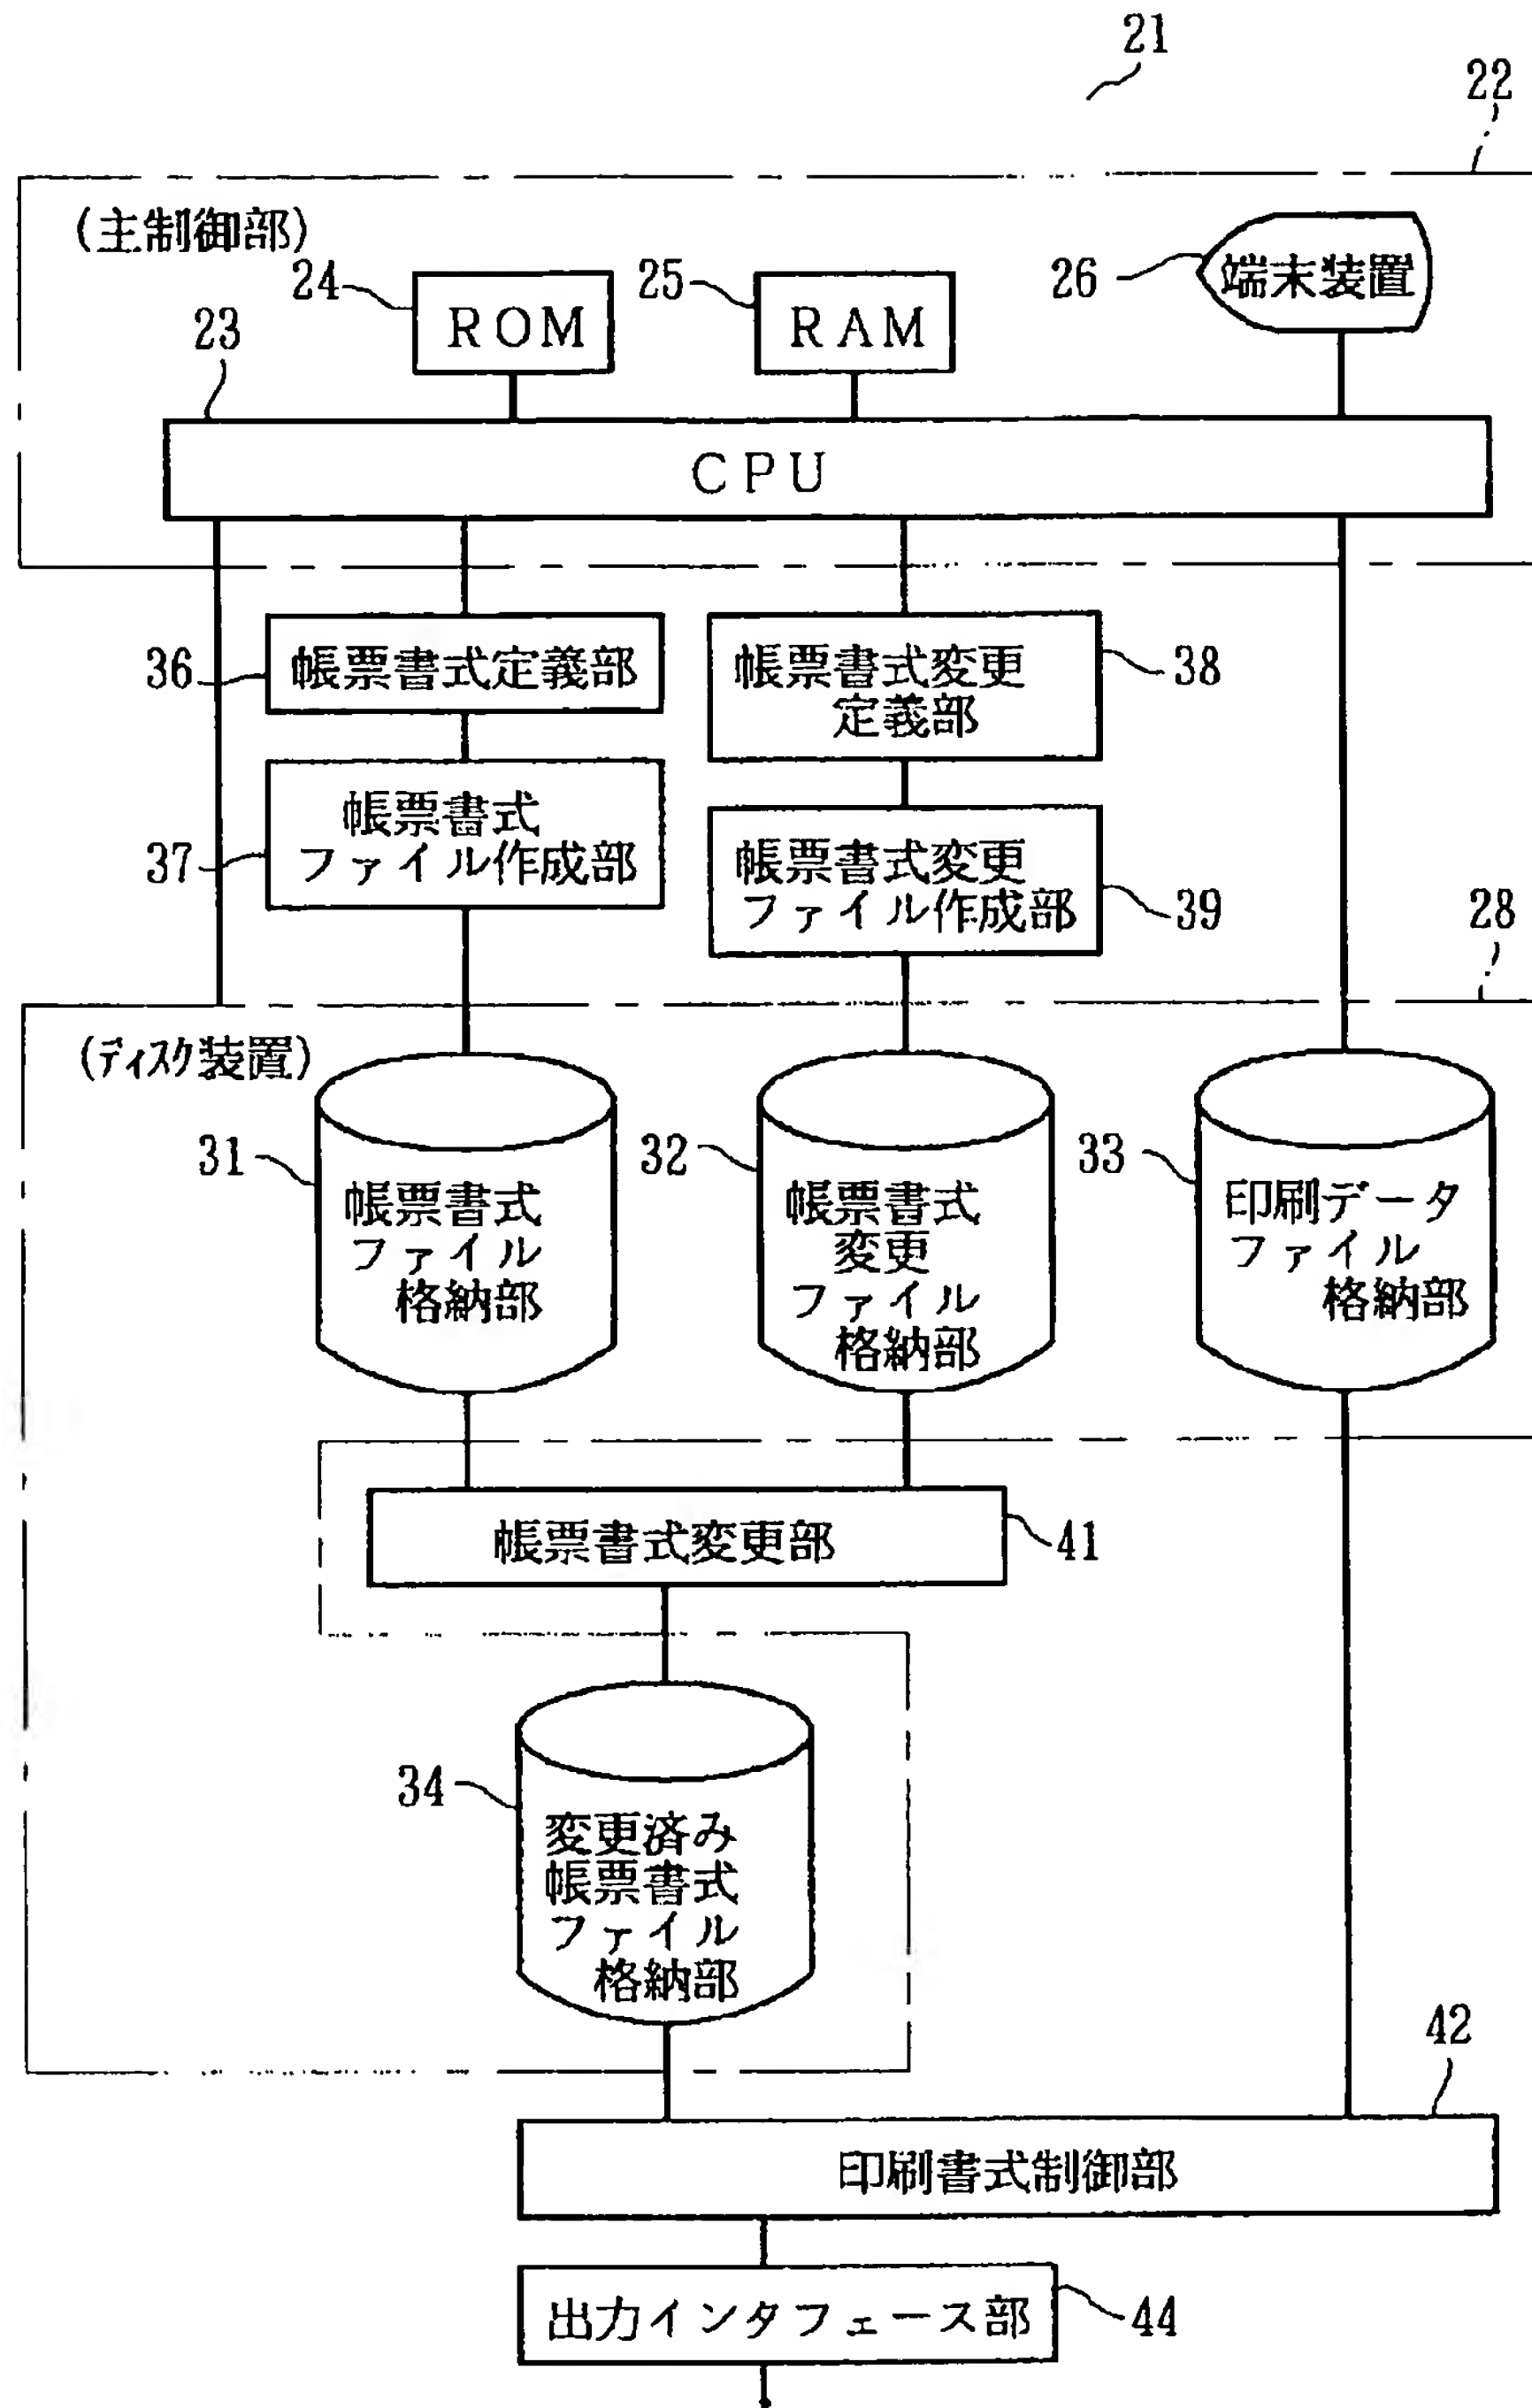 21
22
(主制御部)
24
ROM
25
RAM
26
端末装置
23
CPU
36
帳票書式定義部
帳票書式変更
定義部
38
37
帳票書式
ファイル作成部
帳票書式変更
ファイル作成部
39
28
(ディスク装置)
31
帳票書式
ファイル
格納部
32
帳票書式
変更
ファイル
格納部
33
印刷データ
ファイル
格納部
帳票書式変更部
41
34
変更済み
帳票書式
ファイル
格納部
42
印刷書式制御部
出力インタフェース部
44